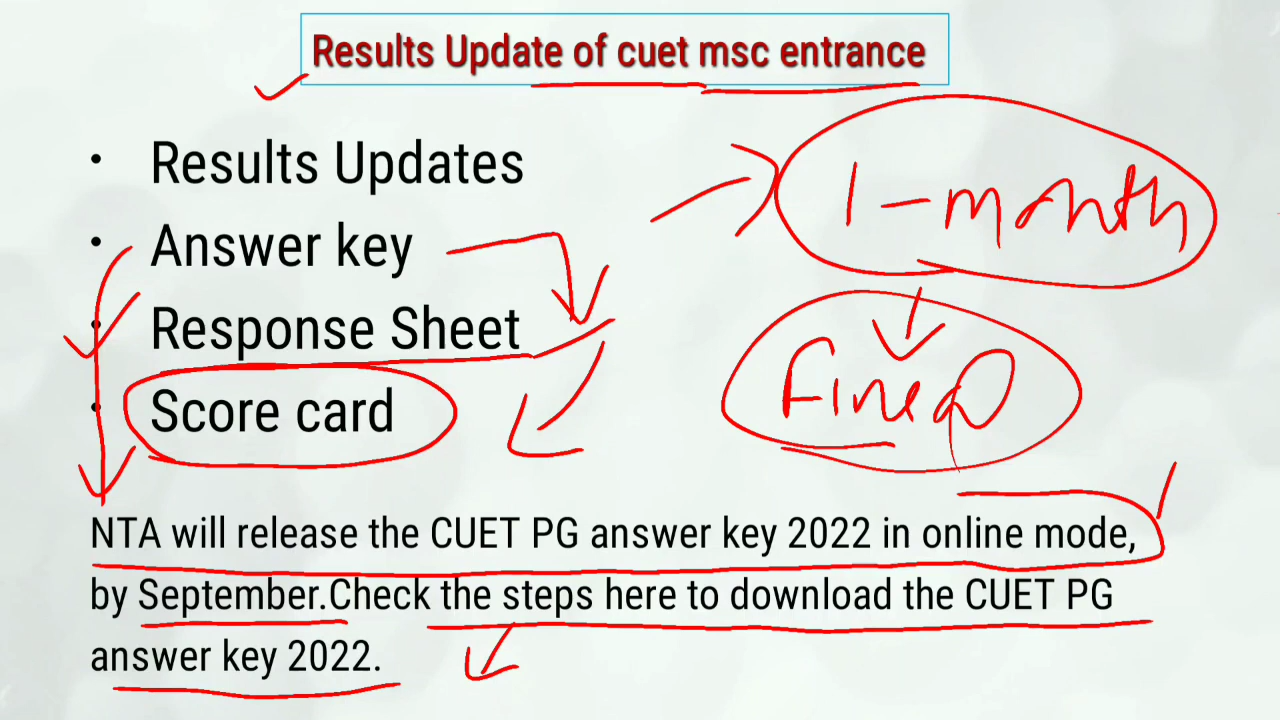 Results Update of cuet msc entrance
• Results Updates
1-month
• Answer key
• Response Sheet
• Score card
NTA will release the CUET PG answer key 2022 in online mode,
by September.Check the steps here to download the CUET PG
answer key 2022.